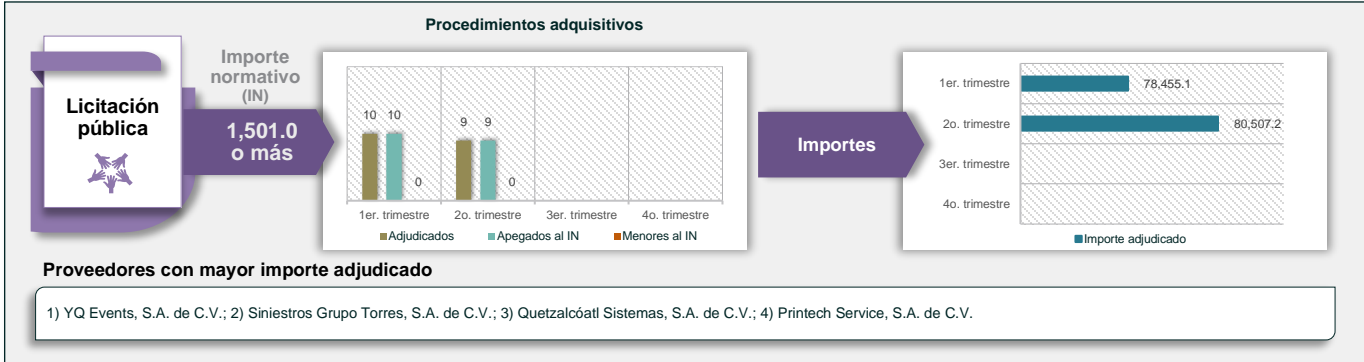 Procedimientos adquisitivos
Licitación
pública
Importe
normativo
(IN)
1,501.0
o más
10 10
0
9 9
0
1er. trimestre 2o. trimestre 3er. trimestre 4o. trimestre
Adjudicados Apegados al IN Menores al IN
Importes
1er. trimestre 78,455.1
2o. trimestre 80,507.2
3er. trimestre
4o. trimestre
Importe adjudicado
Proveedores con mayor importe adjudicado
1) YQ Events, S.A. de C.V.; 2) Siniestros Grupo Torres, S.A. de C.V.; 3) Quetzalcóatl Sistemas, S.A. de C.V.; 4) Printech Service, S.A. de C.V.